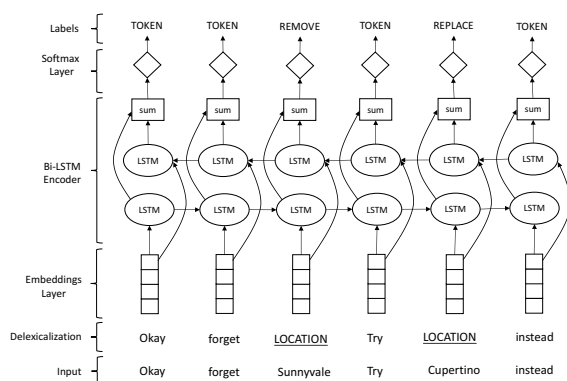 Labels TOKEN TOKEN REMOVE TOKEN REPLACE TOKEN
Softmax
Layer
sum sum sum sum sum sum
LSTM LSTM LSTM LSTM LSTM LSTM
Bi-LSTM
Encoder
LSTM LSTM LSTM LSTM LSTM LSTM
Embeddings
Layer
Delexicalization Okay forget LOCATION Try LOCATION instead
Input Okay forget Sunnyvale Try Cupertino instead